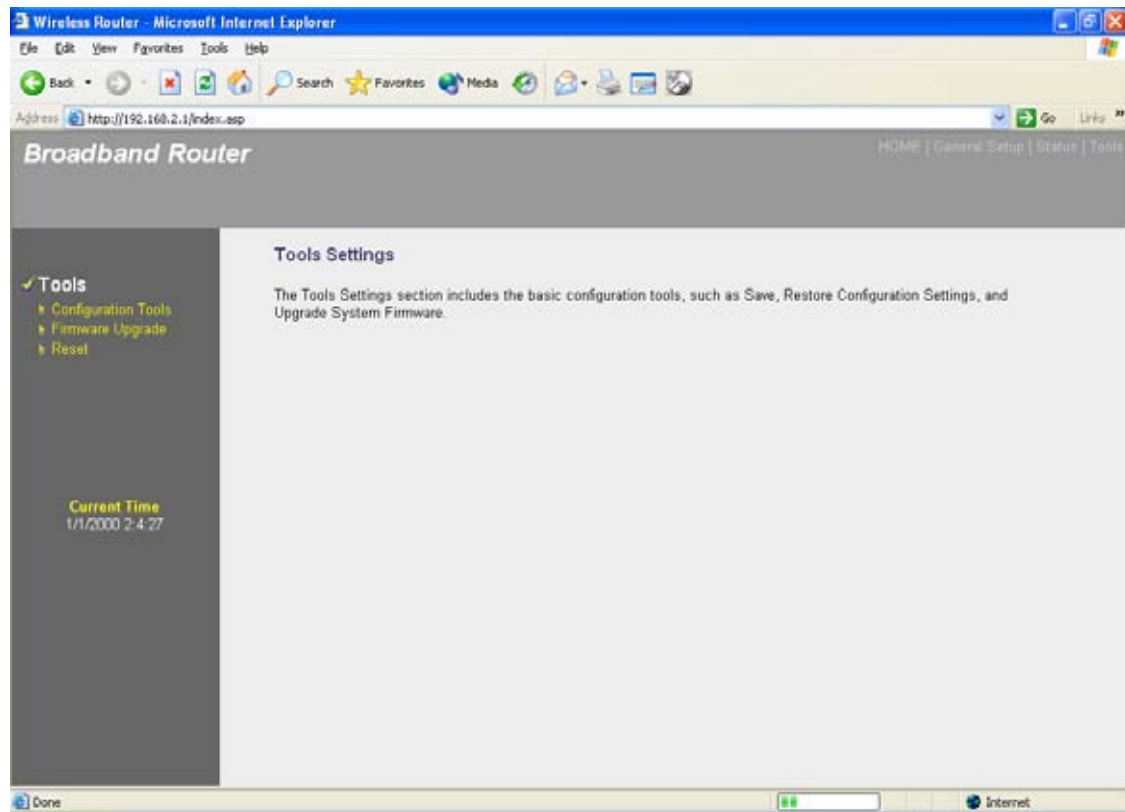 Wireless Router - Microsoft Internet Explorer
File Edit View Favorites Tools Help
Back Search Favorites Media
Address http://192.168.2.1/index.asp Go Links »
Broadband Router
HOME | General Setup | Status | Tools
Tools
Configuration Tools
Firmware Upgrade
Reset
Current Time
1/1/2000 2:4:27
Tools Settings
The Tools Settings section includes the basic configuration tools, such as Save, Restore Configuration Settings, and
Upgrade System Firmware.
Done Internet